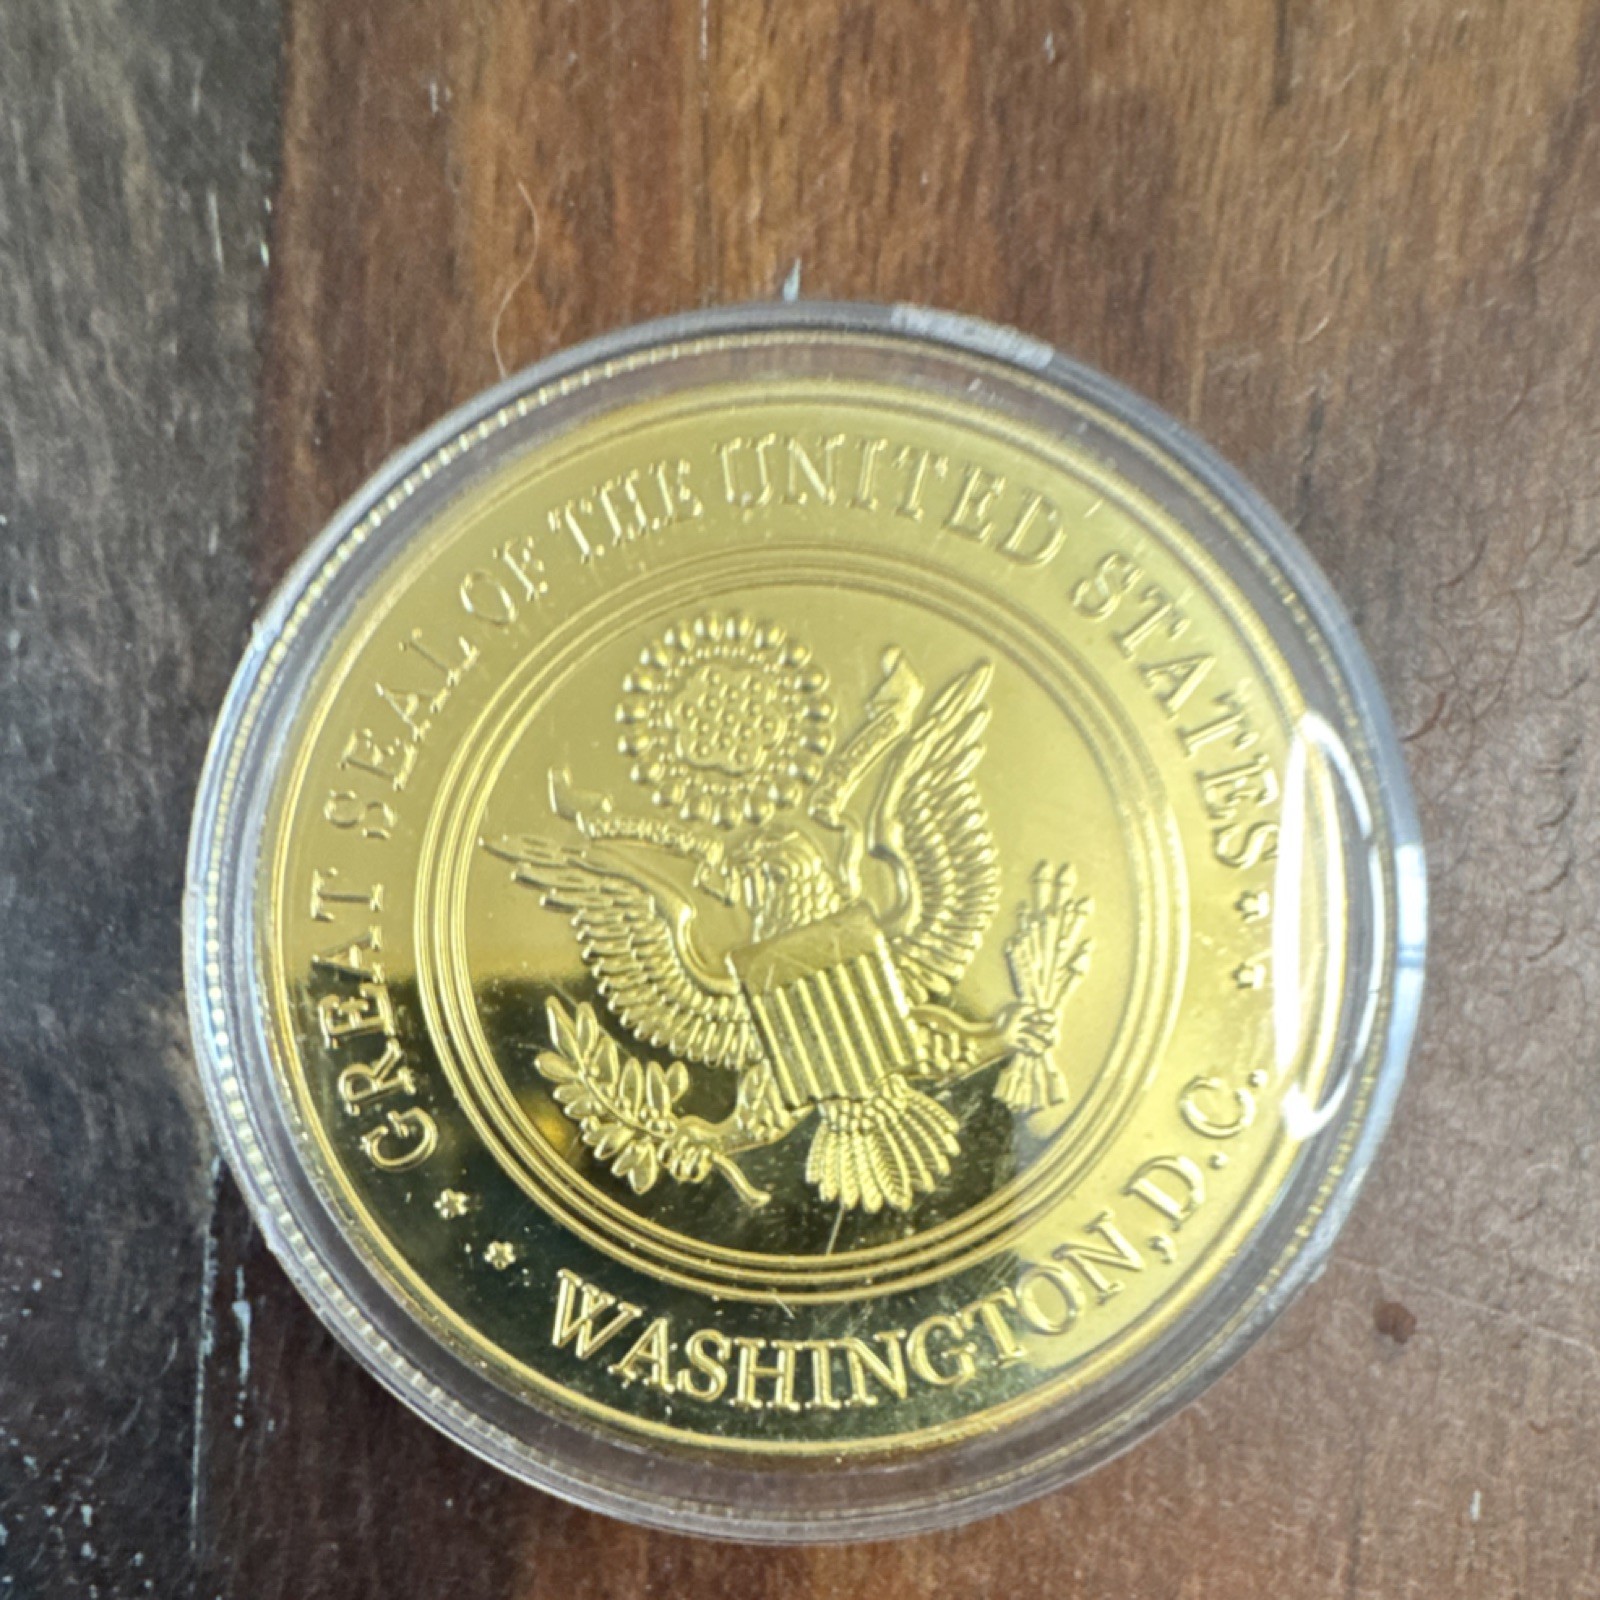 GREAT SEAL OF THE UNITED STATES
WASHINGTON, D.C.